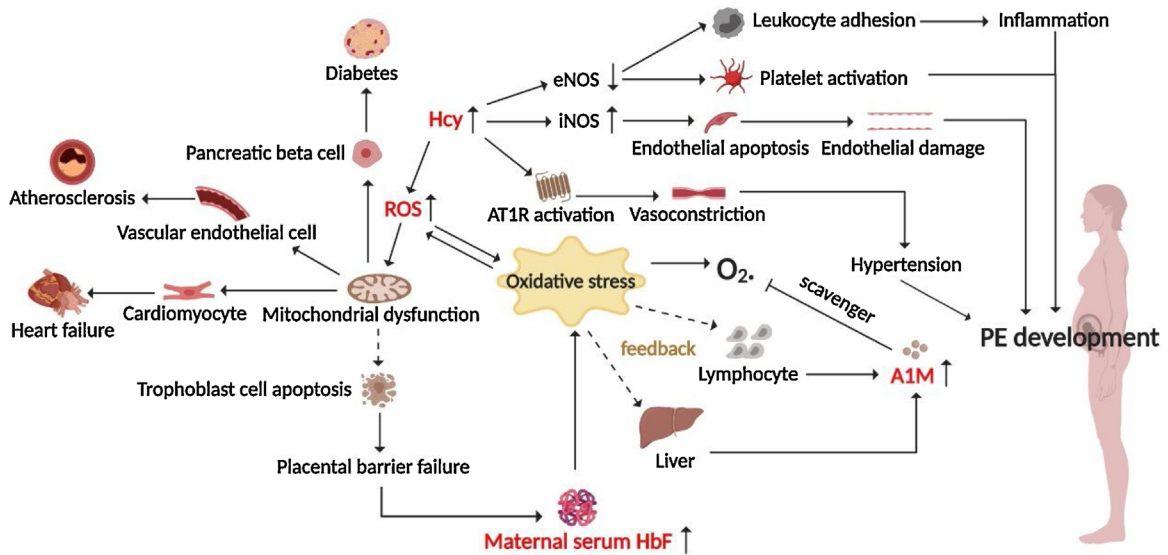 Leukocyte adhesion
Inflammation
Diabetes
eNOS
Platelet activation
Hcy
iNOS
Pancreatic beta cell
Endothelial apoptosis
Endothelial damage
Atherosclerosis
ROS
AT1R activation
Vasoconstriction
Vascular endothelial cell
Oxidative stress
O2•
Hypertension
scavenger
Heart failure
Cardiomyocyte
Mitochondrial dysfunction
PE development
feedback
Lymphocyte
A1M
Trophoblast cell apoptosis
Liver
Placental barrier failure
Maternal serum HbF